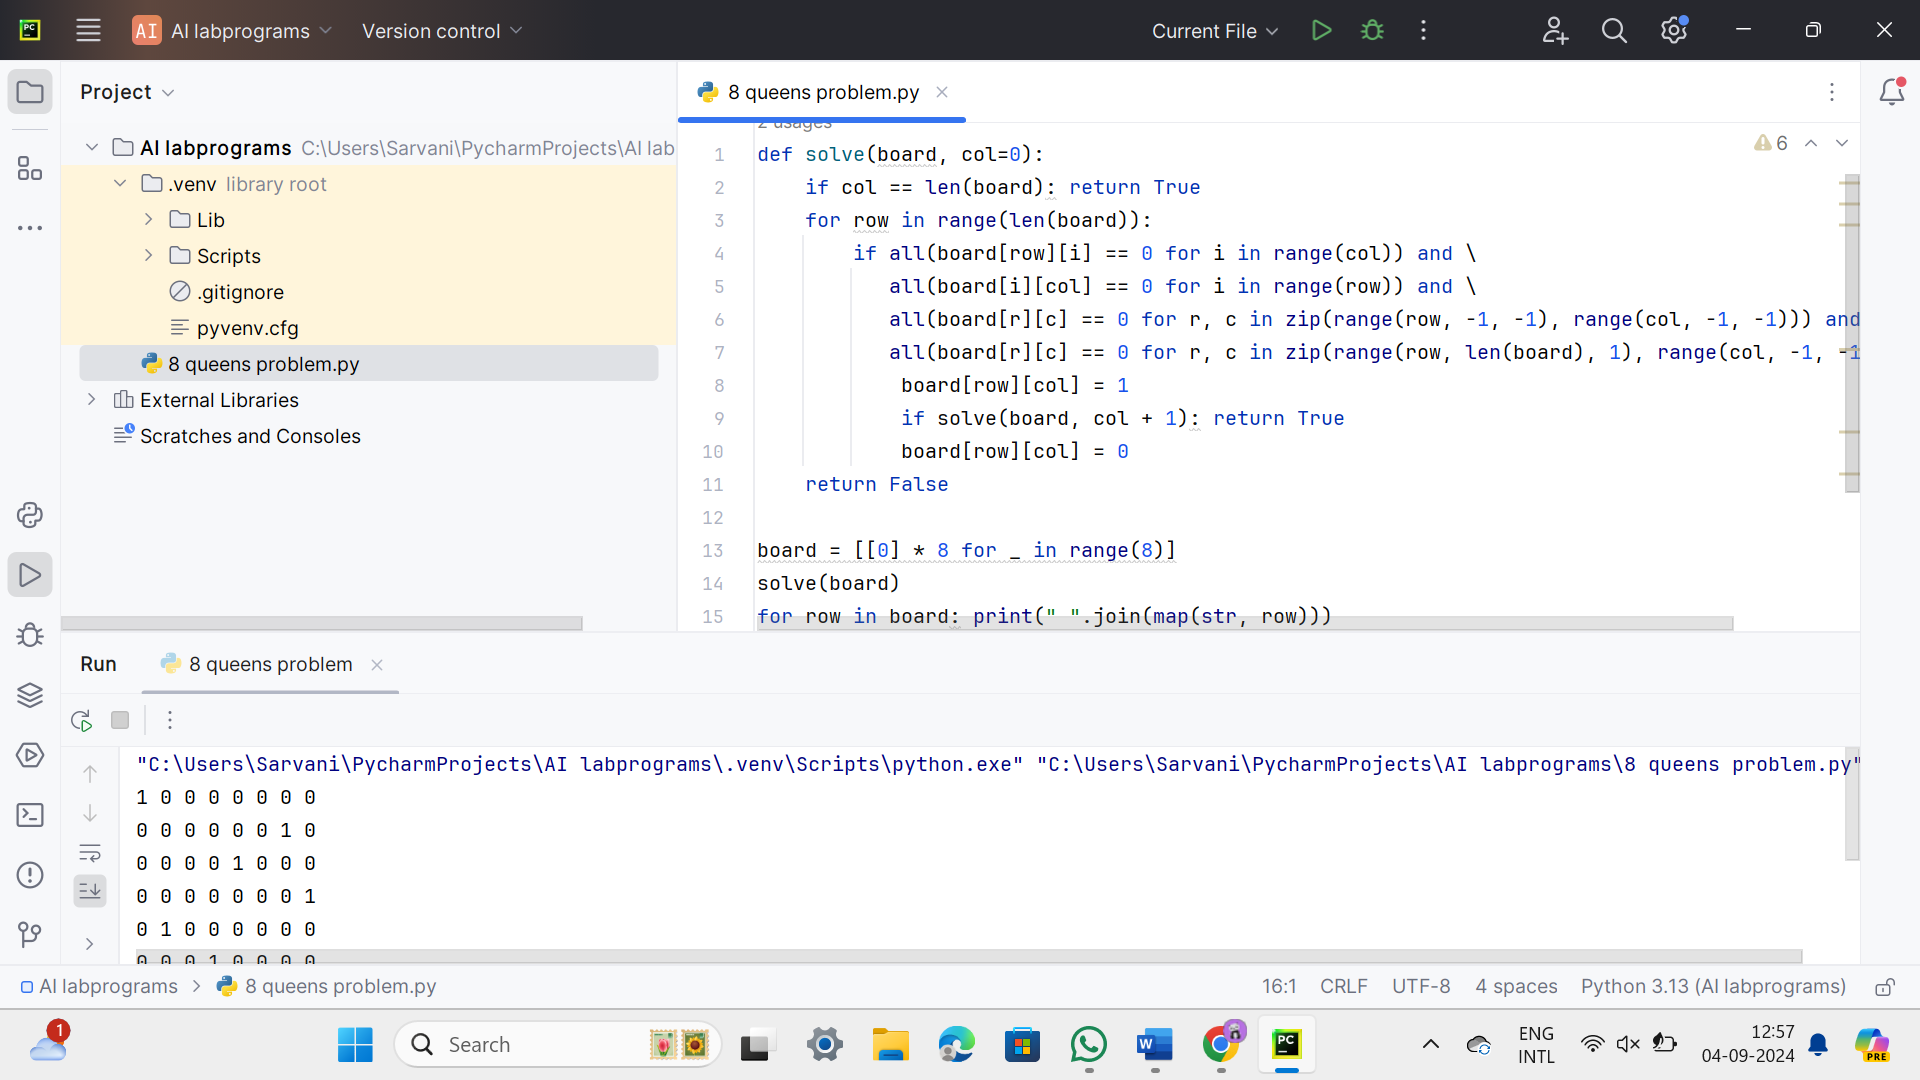 PC
AI AI labprograms Version control Current File
Project
8 queens problem.py
AI labprograms C:\Users\Sarvani\PycharmProjects\AI lab
.venv library root
Lib
Scripts
.gitignore
pyvenv.cfg
8 queens problem.py
External Libraries
Scratches and Consoles
2 usages
6
1 def solve(board, col=0):
2 if col == len(board): return True
3 for row in range(len(board)):
4 if all(board[row][i] == 0 for i in range(col)) and \
5 all(board[i][col] == 0 for i in range(row)) and \
6 all(board[r][c] == 0 for r, c in zip(range(row, -1, -1), range(col, -1, -1))) and
7 all(board[r][c] == 0 for r, c in zip(range(row, len(board), 1), range(col, -1, -1
8 board[row][col] = 1
9 if solve(board, col + 1): return True
10 board[row][col] = 0
11 return False
12
13 board = [[0] * 8 for _ in range(8)]
14 solve(board)
15 for row in board: print(" ".join(map(str, row)))
Run 8 queens problem
"C:\Users\Sarvani\PycharmProjects\AI labprograms\.venv\Scripts\python.exe" "C:\Users\Sarvani\PycharmProjects\AI labprograms\8 queens problem.py"
1 0 0 0 0 0 0 0
0 0 0 0 0 0 1 0
0 0 0 0 1 0 0 0
0 0 0 0 0 0 0 1
0 1 0 0 0 0 0 0
0 0 0 1 0 0 0 0
AI labprograms 8 queens problem.py 16:1 CRLF UTF-8 4 spaces Python 3.13 (AI labprograms)
1
Search
W
PC
ENG
INTL
12:57
04-09-2024
PRE